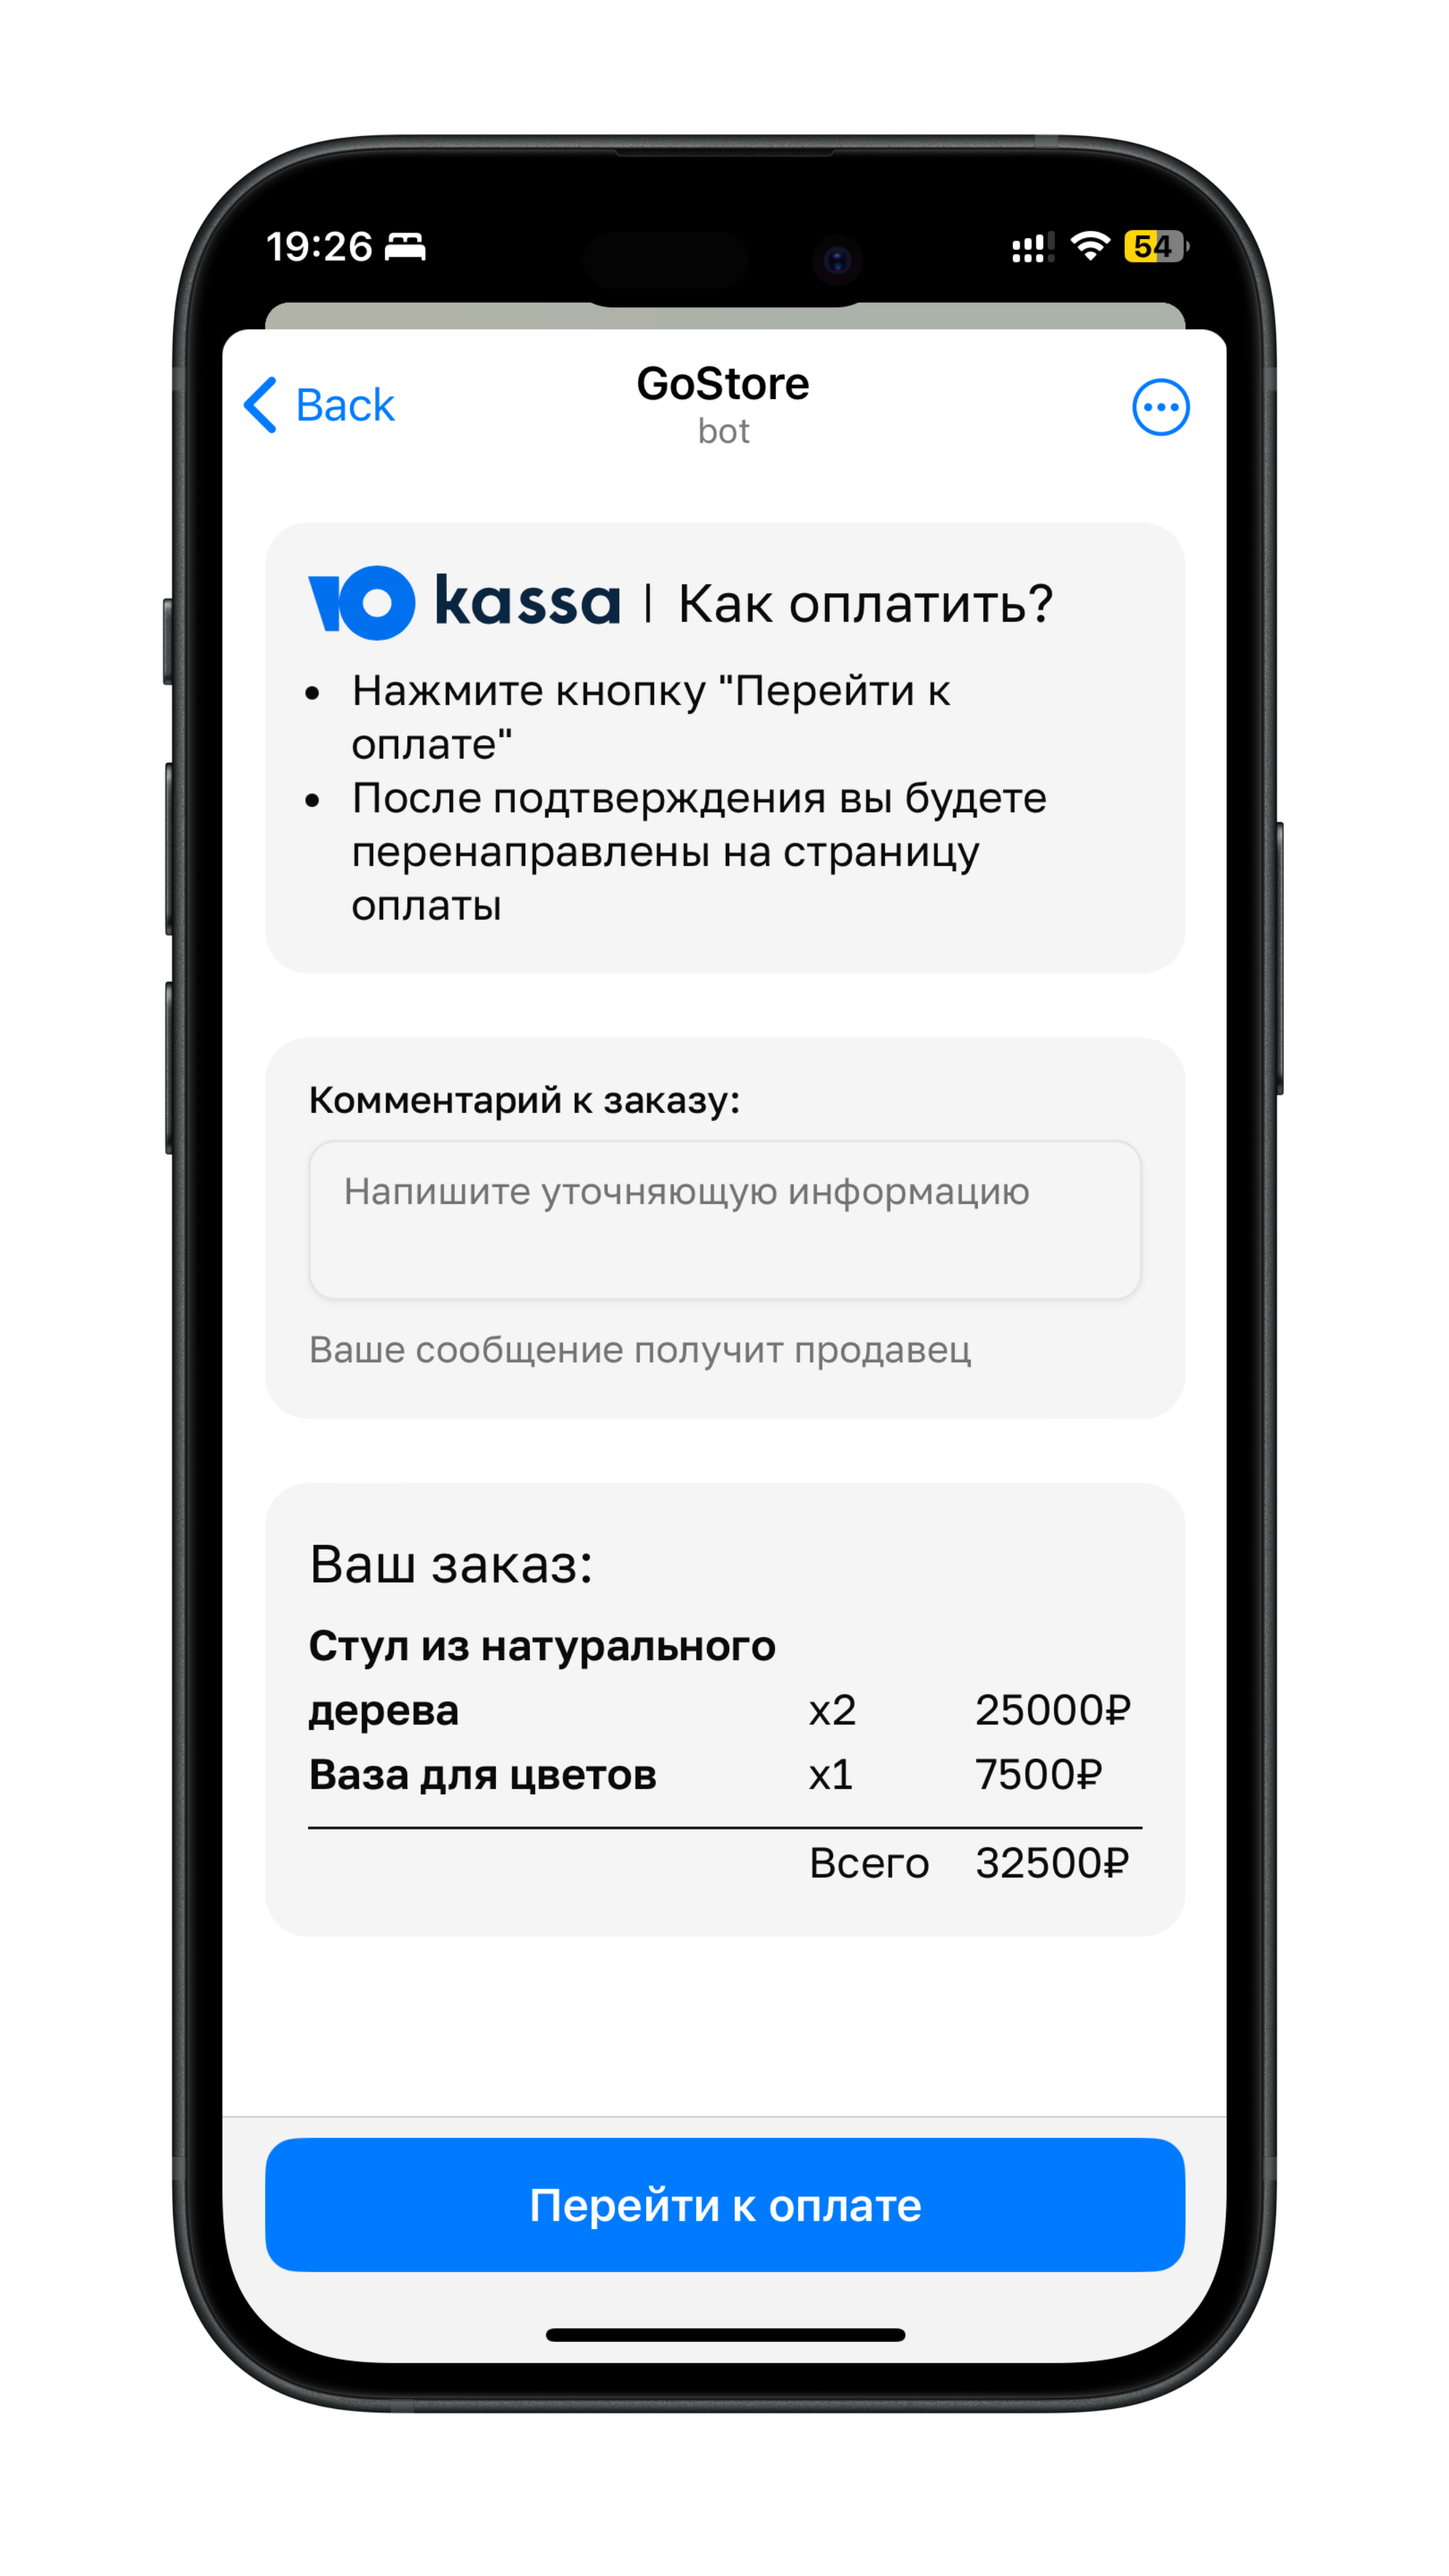 19:26
54
Back
GoStore
bot
Ю kassa | Как оплатить?
• Нажмите кнопку "Перейти к
оплате"
• После подтверждения вы будете
перенаправлены на страницу
оплаты
Комментарий к заказу:
Напишите уточняющую информацию
Ваше сообщение получит продавец
Ваш заказ:
Стул из натурального
дерева x2 25000₽
Ваза для цветов x1 7500₽
Всего 32500₽
Перейти к оплате